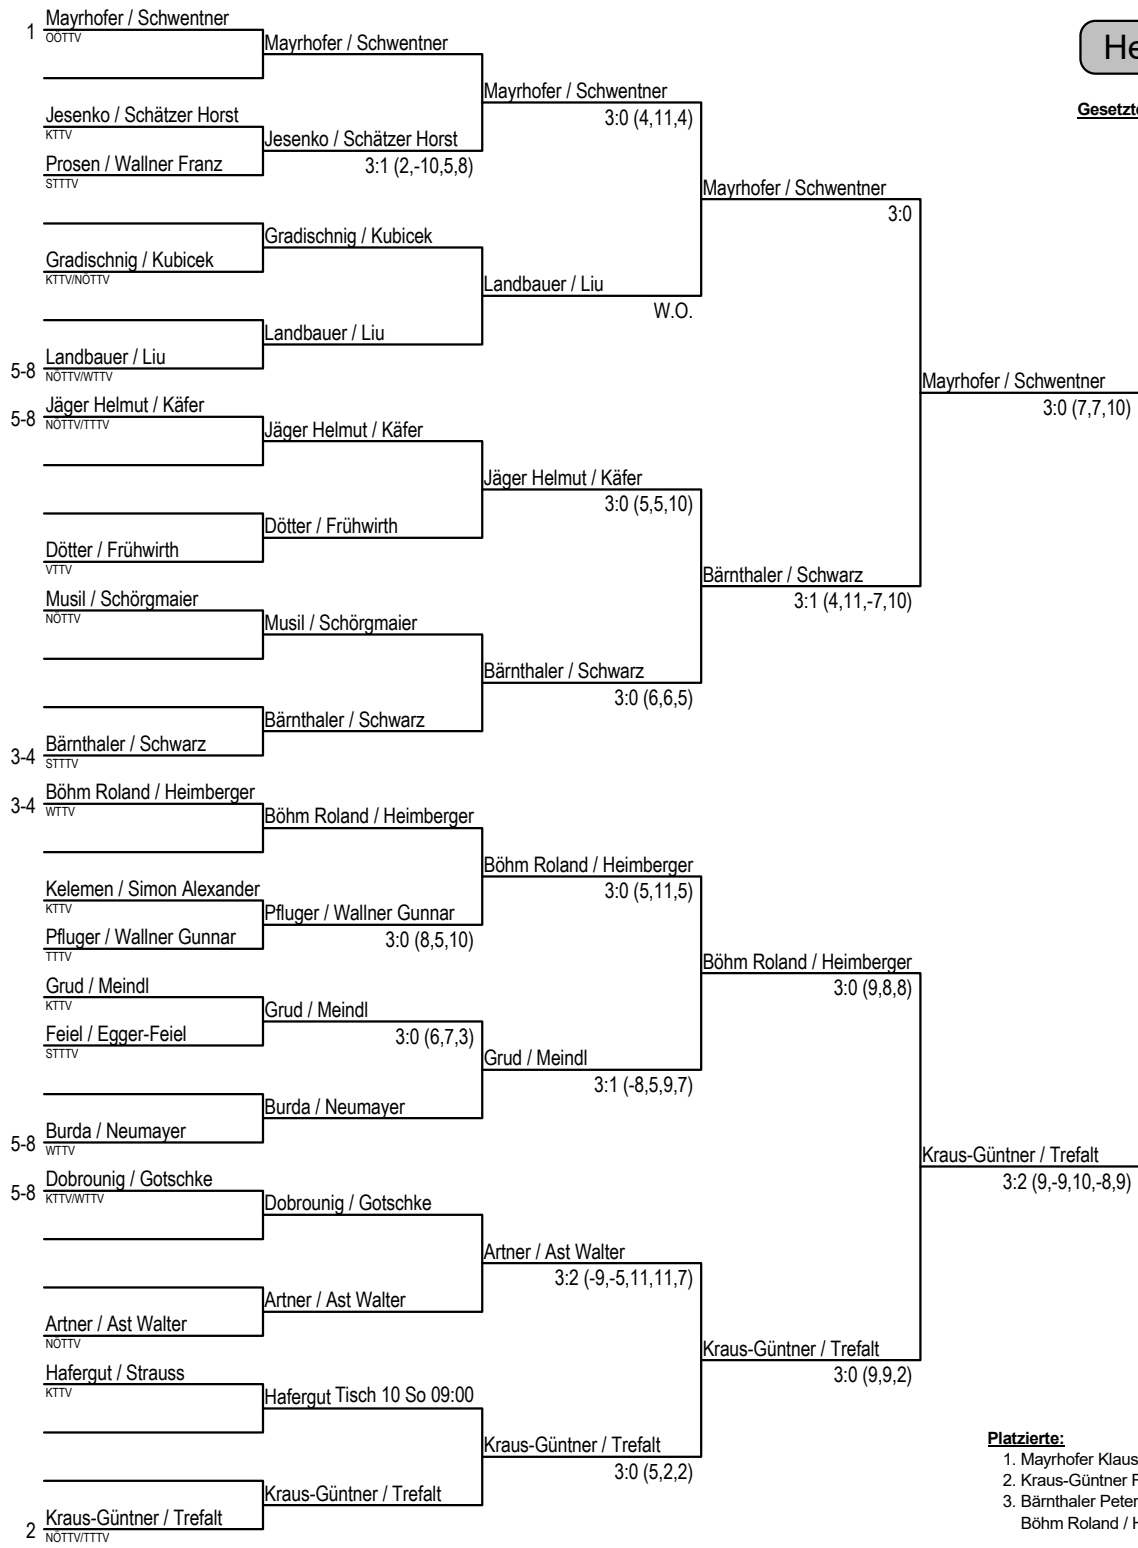 He
Gesetzte
1 Mayrhofer / Schwentner
OÖTTV
Mayrhofer / Schwentner
Mayrhofer / Schwentner
3:0 (4,11,4)
Jesenko / Schätzer Horst
KTTV
Jesenko / Schätzer Horst
3:1 (2,-10,5,8)
Prosen / Wallner Franz
STTTV
Mayrhofer / Schwentner
3:0
Gradischnig / Kubicek
Gradischnig / Kubicek
KTTV/NÖTTV
Landbauer / Liu
W.O.
Landbauer / Liu
5-8 Landbauer / Liu
NÖTTV/WTTV
Mayrhofer / Schwentner
3:0 (7,7,10)
5-8 Jäger Helmut / Käfer
NÖTTV/TTTV
Jäger Helmut / Käfer
Jäger Helmut / Käfer
3:0 (5,5,10)
Dötter / Frühwirth
Dötter / Frühwirth
VTTV
Bärnthaler / Schwarz
3:1 (4,11,-7,10)
Musil / Schörgmaier
NÖTTV
Musil / Schörgmaier
Bärnthaler / Schwarz
3:0 (6,6,5)
Bärnthaler / Schwarz
3-4 Bärnthaler / Schwarz
STTTV
3-4 Böhm Roland / Heimberger
WTTV
Böhm Roland / Heimberger
Böhm Roland / Heimberger
3:0 (5,11,5)
Kelemen / Simon Alexander
KTTV
Pfluger / Wallner Gunnar
3:0 (8,5,10)
Pfluger / Wallner Gunnar
TTTV
Böhm Roland / Heimberger
3:0 (9,8,8)
Grud / Meindl
KTTV
Grud / Meindl
3:0 (6,7,3)
Feiel / Egger-Feiel
STTTV
Grud / Meindl
3:1 (-8,5,9,7)
Burda / Neumayer
5-8 Burda / Neumayer
WTTV
Kraus-Güntner / Trefalt
3:2 (9,-9,10,-8,9)
5-8 Dobrounig / Gotschke
KTTV/WTTV
Dobrounig / Gotschke
Artner / Ast Walter
3:2 (-9,-5,11,11,7)
Artner / Ast Walter
Artner / Ast Walter
NÖTTV
Kraus-Güntner / Trefalt
3:0 (9,9,2)
Hafergut / Strauss
KTTV
Hafergut Tisch 10 So 09:00
Kraus-Güntner / Trefalt
3:0 (5,2,2)
Kraus-Güntner / Trefalt
2 Kraus-Güntner / Trefalt
NÖTTV/TTTV
Platzierte:
1. Mayrhofer Klaus
2. Kraus-Güntner
3. Bärnthaler Peter
Böhm Roland / H